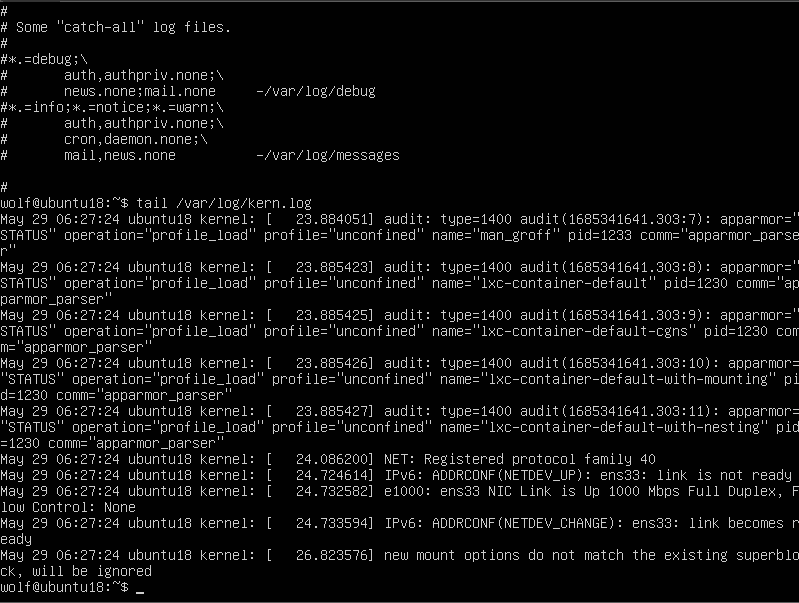 #
# Some "catch-all" log files.
#
#*.=debug;\
#       auth,authpriv.none;\
#       news.none;mail.none     -/var/log/debug
#*.=info;*.=notice;*.=warn;\
#       auth,authpriv.none;\
#       cron,daemon.none;\
#       mail,news.none          -/var/log/messages

#
wolf@ubuntu18:~$ tail /var/log/kern.log
May 29 06:27:24 ubuntu18 kernel: [   23.884051] audit: type=1400 audit(1685341641.303:7): apparmor="
STATUS" operation="profile_load" profile="unconfined" name="man_groff" pid=1233 comm="apparmor_parse
r"
May 29 06:27:24 ubuntu18 kernel: [   23.885423] audit: type=1400 audit(1685341641.303:8): apparmor="
STATUS" operation="profile_load" profile="unconfined" name="lxc-container-default" pid=1230 comm="ap
parmor_parser"
May 29 06:27:24 ubuntu18 kernel: [   23.885425] audit: type=1400 audit(1685341641.303:9): apparmor="
STATUS" operation="profile_load" profile="unconfined" name="lxc-container-default-cgns" pid=1230 com
m="apparmor_parser"
May 29 06:27:24 ubuntu18 kernel: [   23.885426] audit: type=1400 audit(1685341641.303:10): apparmor=
"STATUS" operation="profile_load" profile="unconfined" name="lxc-container-default-with-mounting" pi
d=1230 comm="apparmor_parser"
May 29 06:27:24 ubuntu18 kernel: [   23.885427] audit: type=1400 audit(1685341641.303:11): apparmor=
"STATUS" operation="profile_load" profile="unconfined" name="lxc-container-default-with-nesting" pid
=1230 comm="apparmor_parser"
May 29 06:27:24 ubuntu18 kernel: [   24.086200] NET: Registered protocol family 40
May 29 06:27:24 ubuntu18 kernel: [   24.724614] IPv6: ADDRCONF(NETDEV_UP): ens33: link is not ready
May 29 06:27:24 ubuntu18 kernel: [   24.732582] e1000: ens33 NIC Link is Up 1000 Mbps Full Duplex, F
low Control: None
May 29 06:27:24 ubuntu18 kernel: [   24.733594] IPv6: ADDRCONF(NETDEV_CHANGE): ens33: link becomes r
eady
May 29 06:27:24 ubuntu18 kernel: [   26.823576] new mount options do not match the existing superblo
ck, will be ignored
wolf@ubuntu18:~$ _